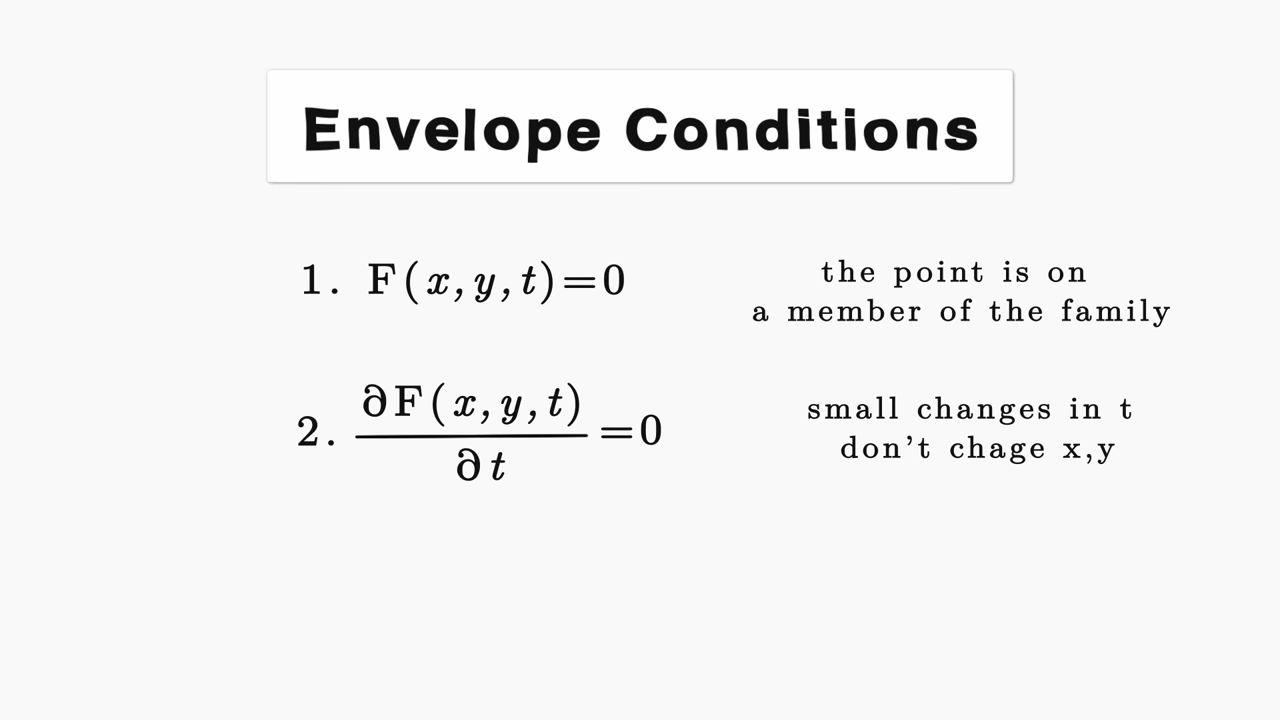 Envelope Conditions
1. F(x,y,t)=0
the point is on
a member of the family
2. ∂F(x,y,t)/∂t=0
small changes in t
don't chage x,y